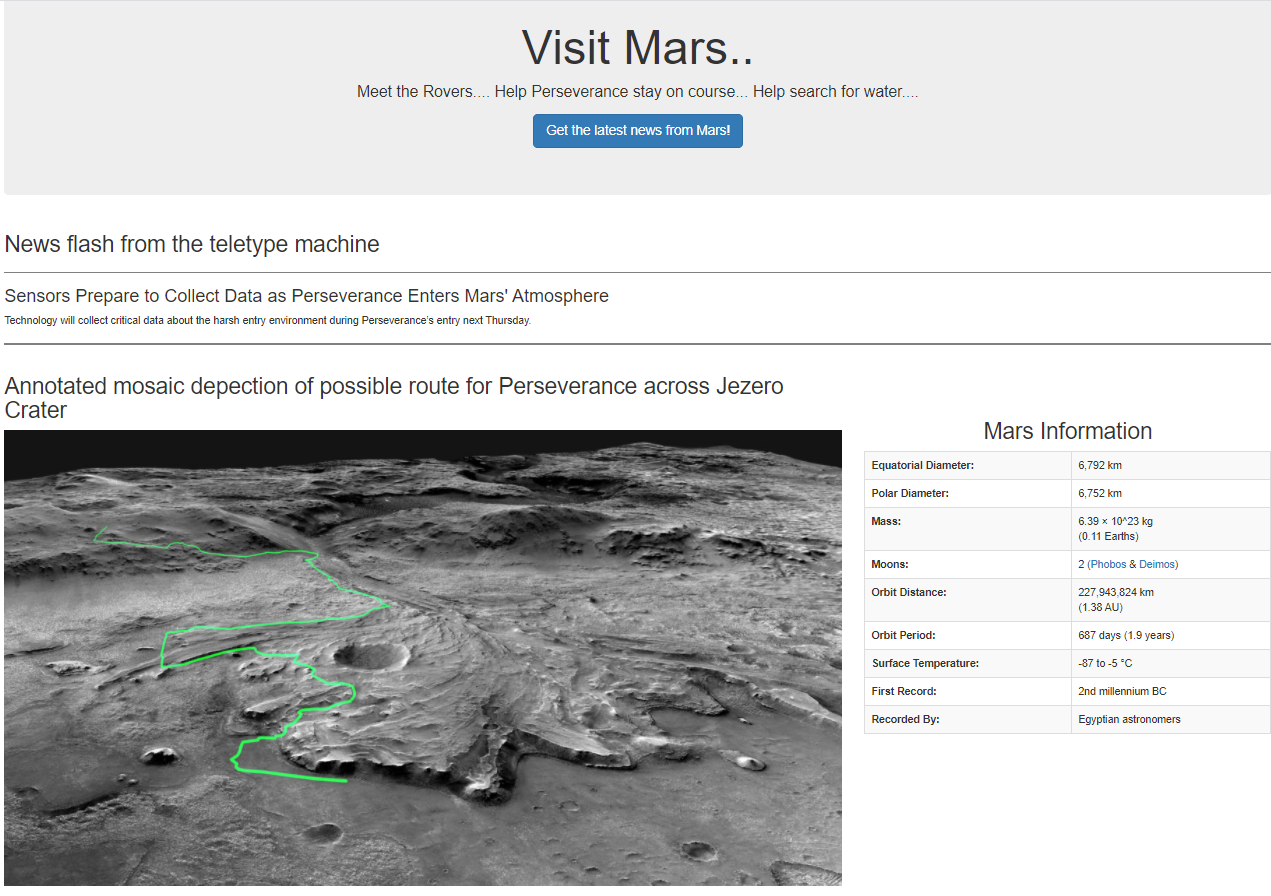 Visit Mars..
Meet the Rovers.... Help Perseverance stay on course... Help search for water....
Get the latest news from Mars!
News flash from the teletype machine
Sensors Prepare to Collect Data as Perseverance Enters Mars' Atmosphere
Technology will collect critical data about the harsh entry environment during Perseverance's entry next Thursday.
Annotated mosaic depection of possible route for Perseverance across Jezero
Crater
Mars Information
Equatorial Diameter: 6,792 km
Polar Diameter: 6,752 km
Mass: 6.39 × 10^23 kg
(0.11 Earths)
Moons: 2 (Phobos & Deimos)
Orbit Distance: 227,943,824 km
(1.38 AU)
Orbit Period: 687 days (1.9 years)
Surface Temperature: -87 to -5 °C
First Record: 2nd millennium BC
Recorded By: Egyptian astronomers